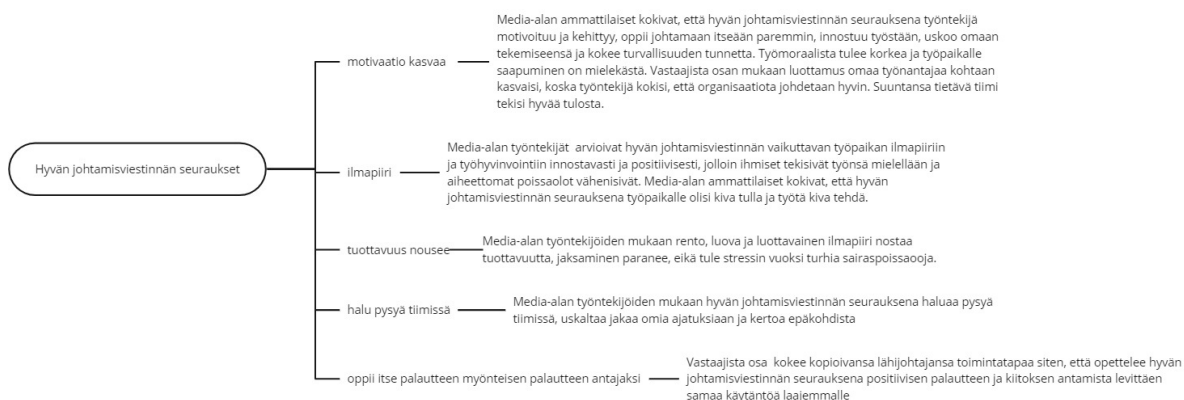 Hyvän johtamisviestinnän seuraukset
motivaatio kasvaa
Media-alan ammattilaiset kokivat, että hyvän johtamisviestinnän seurauksena työntekijä
motivoituu ja kehittyy, oppii johtamaan itseään paremmin, innostuu työstään, uskoo omaan
tekemiseensä ja kokee turvallisuuden tunnetta. Työmoraalista tulee korkea ja työpaikalle
saapuminen on mielekästä. Vastaajista osan mukaan luottamus omaa työnantajaa kohtaan
kasvaisi, koska työntekijä kokisi, että organisaatiota johdetaan hyvin. Suuntansa tietävä tiimi
tekisi hyvää tulosta.
ilmapiiri
Media-alan työntekijät arvioivat hyvän johtamisviestinnän vaikuttavan työpaikan ilmapiiriin
ja työhyvinvointiin innostavasti ja positiivisesti, jolloin ihmiset tekisivät työnsä mielellään ja
aiheettomat poissaolot vähenisivät. Media-alan ammattilaiset kokivat, että hyvän
johtamisviestinnän seurauksena työpaikalle olisi kiva tulla ja työtä kiva tehdä.
tuottavuus nousee
Media-alan työntekijöiden mukaan rento, luova ja luottavainen ilmapiiri nostaa
tuottavuutta, jaksaminen paranee, eikä tule stressin vuoksi turhia sairaspoissaooja.
halu pysyä tiimissä
Media-alan työntekijöiden mukaan hyvän johtamisviestinnän seurauksena haluaa pysyä
tiimissä, uskaltaa jakaa omia ajatuksiaan ja kertoa epäkohdista
oppii itse palautteen myönteisen palautteen antajaksi
Vastaajista osa kokee kopioivansa lähijohtajansa toimintatapaa siten, että opettelee hyvän
johtamisviestinnän seurauksena positiivisen palautteen ja kiitoksen antamista levittäen
samaa käytäntöä laajemmalle